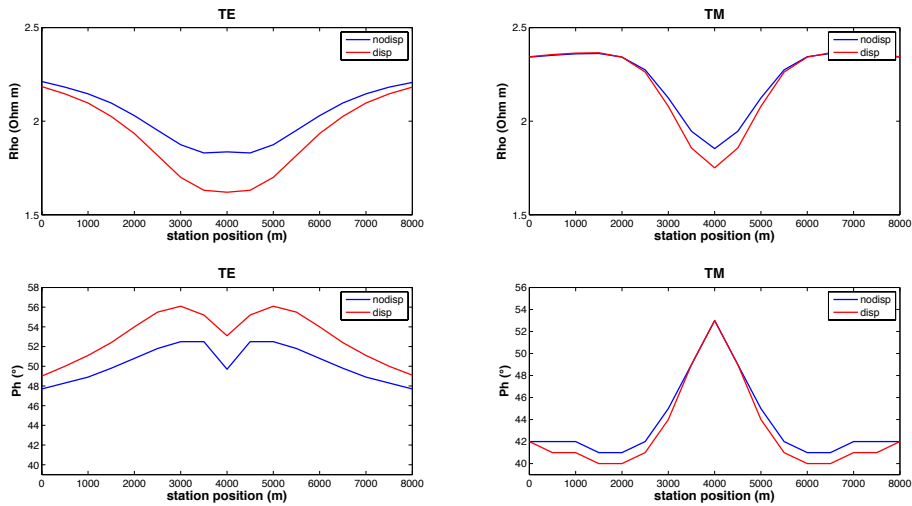 TE
2.5
2
1.5
Rho (Ohm m)
nodisp
disp
0 1000 2000 3000 4000 5000 6000 7000 8000
station position (m)
TM
2.5
2
1.5
Rho (Ohm m)
nodisp
disp
0 1000 2000 3000 4000 5000 6000 7000 8000
station position (m)
TE
58
56
54
52
50
48
46
44
42
40
Ph (°)
nodisp
disp
0 1000 2000 3000 4000 5000 6000 7000 8000
station position (m)
TM
56
54
52
50
48
46
44
42
40
Ph (°)
nodisp
disp
0 1000 2000 3000 4000 5000 6000 7000 8000
station position (m)